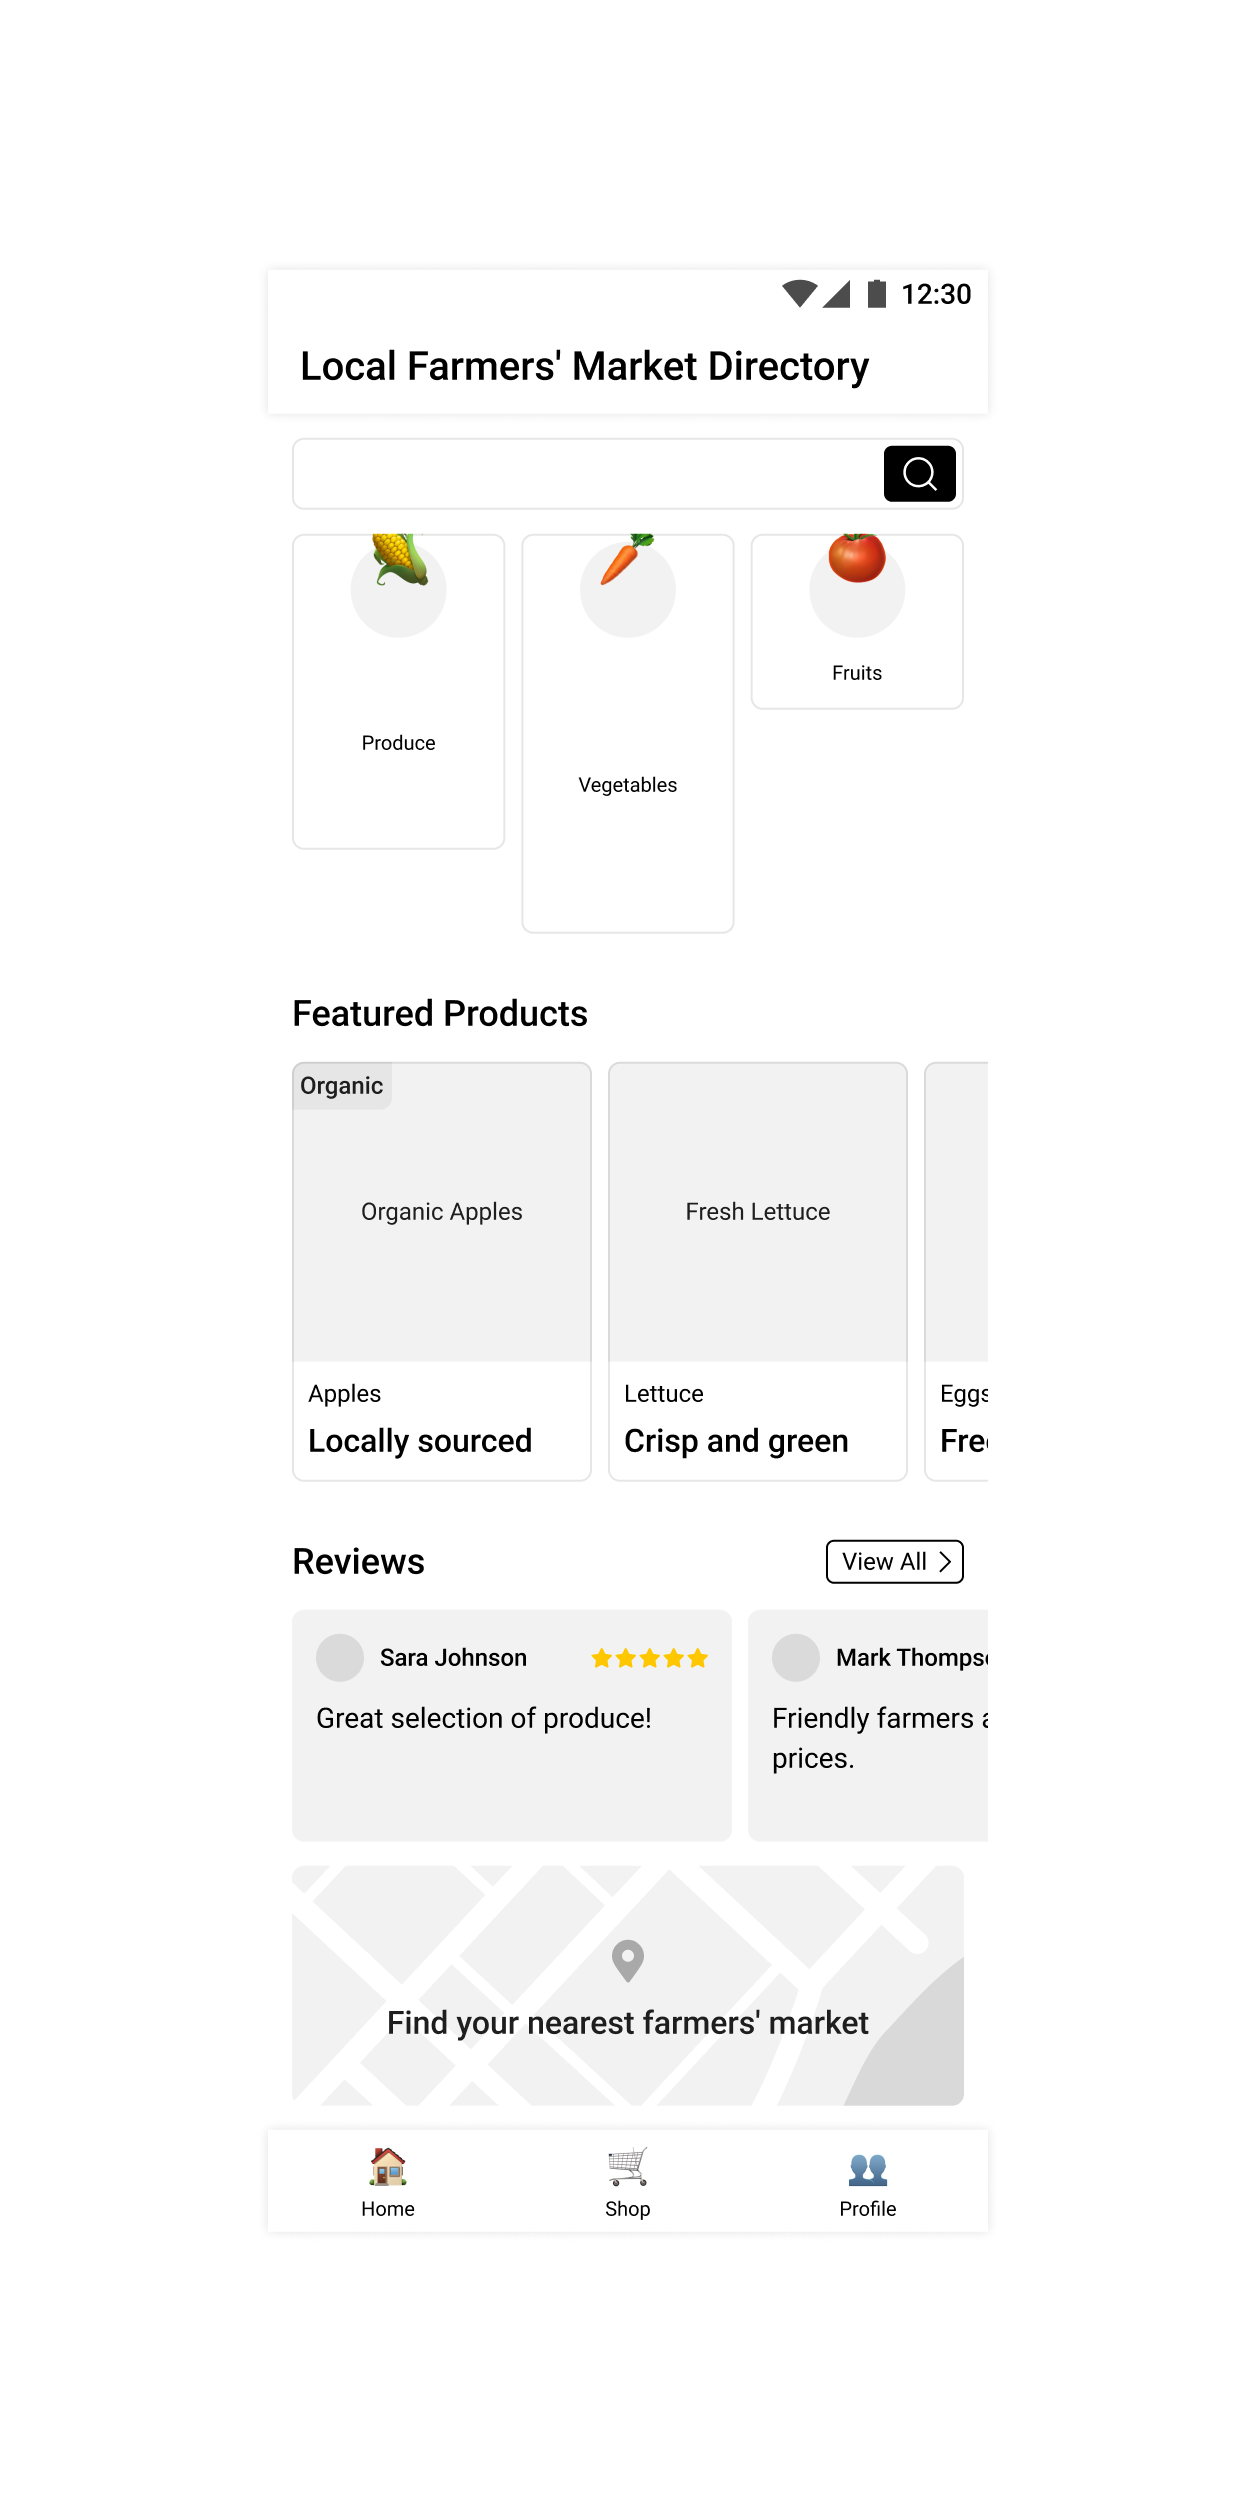 12:30
Local Farmers' Market Directory
Produce
Vegetables
Fruits
Featured Products
Organic
Organic Apples
Fresh Lettuce
Apples
Locally sourced
Lettuce
Crisp and green
Eggs
Reviews
View All
Sara Johnson
Great selection of produce!
Mark
Friendly farmers
prices.
Find your nearest farmers' market
Home
Shop
Profile